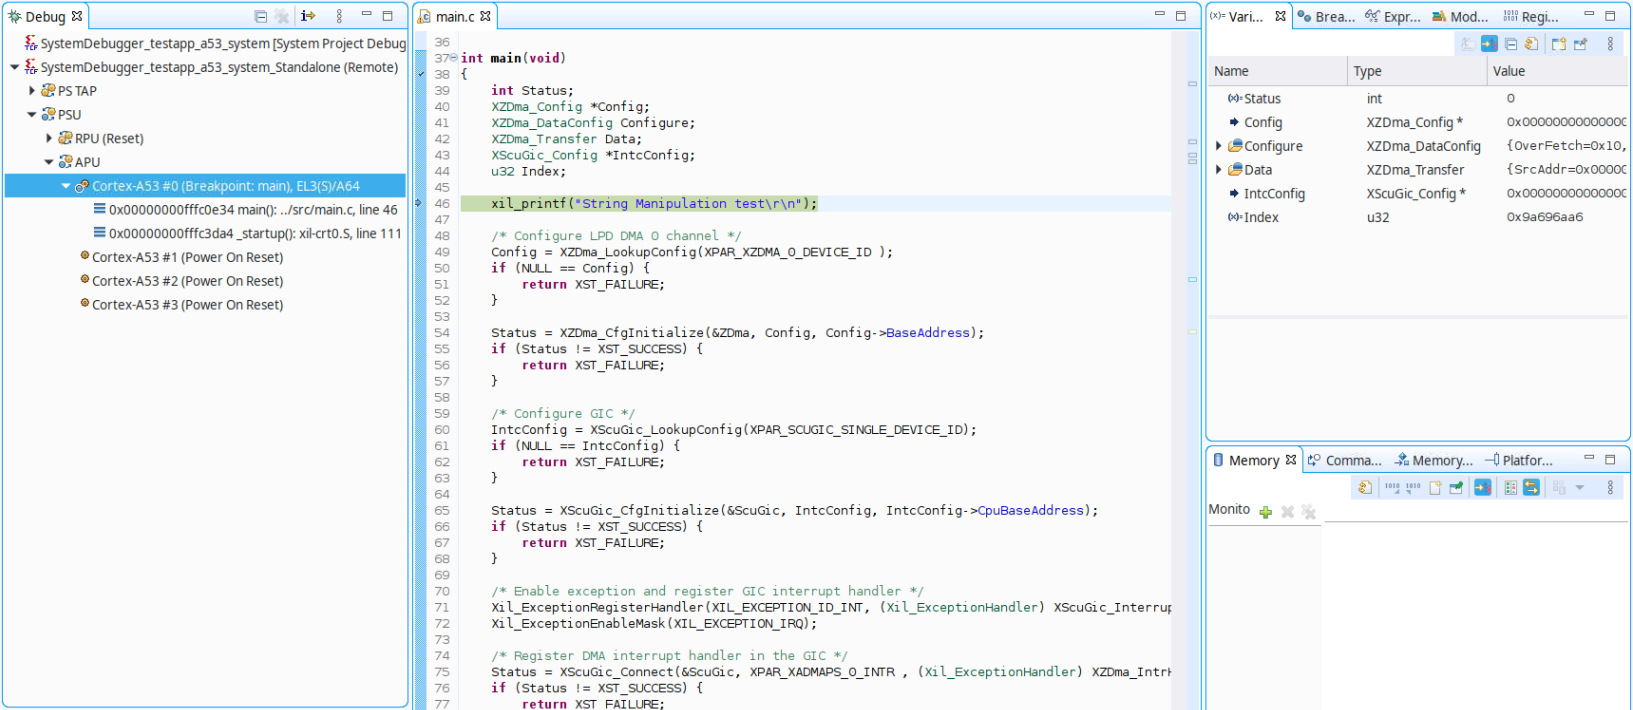 Debug
SystemDebugger_testapp_a53_system [System Project Debug
SystemDebugger_testapp_a53_system_Standalone (Remote)
PS TAP
PSU
RPU (Reset)
APU
Cortex-A53 #0 (Breakpoint: main), EL3(S)/A64
0x00000000fffc0e34 main(): ../src/main.c, line 46
0x00000000fffc3da4 _startup(): xil-crt0.S, line 111
Cortex-A53 #1 (Power On Reset)
Cortex-A53 #2 (Power On Reset)
Cortex-A53 #3 (Power On Reset)
main.c
36
37 int main(void)
38 {
39 int Status;
40 XZDma_Config *Config;
41 XZDma_DataConfig Configure;
42 XZDma_Transfer Data;
43 XScuGic_Config *IntcConfig;
44 u32 Index;
45
46 xil_printf("String Manipulation test\r\n");
47
48 /* Configure LPD DMA 0 channel */
49 Config = XZDma_LookupConfig(XPAR_XZDMA_0_DEVICE_ID );
50 if (NULL == Config) {
51 return XST_FAILURE;
52 }
53
54 Status = XZDma_CfgInitialize(&ZDma, Config, Config->BaseAddress);
55 if (Status != XST_SUCCESS) {
56 return XST_FAILURE;
57 }
58
59 /* Configure GIC */
60 IntcConfig = XScuGic_LookupConfig(XPAR_SCUGIC_SINGLE_DEVICE_ID);
61 if (NULL == IntcConfig) {
62 return XST_FAILURE;
63 }
64
65 Status = XScuGic_CfgInitialize(&ScuGic, IntcConfig, IntcConfig->CpuBaseAddress);
66 if (Status != XST_SUCCESS) {
67 return XST_FAILURE;
68 }
69
70 /* Enable exception and register GIC interrupt handler */
71 Xil_ExceptionRegisterHandler(XIL_EXCEPTION_ID_INT, (Xil_ExceptionHandler) XScuGic_Interrup
72 Xil_ExceptionEnableMask(XIL_EXCEPTION_IRQ);
73
74 /* Register DMA interrupt handler in the GIC */
75 Status = XScuGic_Connect(&ScuGic, XPAR_XADMAPS_0_INTR , (Xil_ExceptionHandler) XZDma_IntrH
76 if (Status != XST_SUCCESS) {
77 return XST_FAILURE;
(x)= Vari... Brea... Expr... Mod... Regi...
Name Type Value
(x)= Status int 0
Config XZDma_Config * 0x0000000000000
Configure XZDma_DataConfig {OverFetch=0x10,
Data XZDma_Transfer {SrcAddr=0x00000
IntcConfig XScuGic_Config * 0x0000000000000
(x)= Index u32 0x9a696aa6
Memory Comma... Memory... Platfor...
Monito